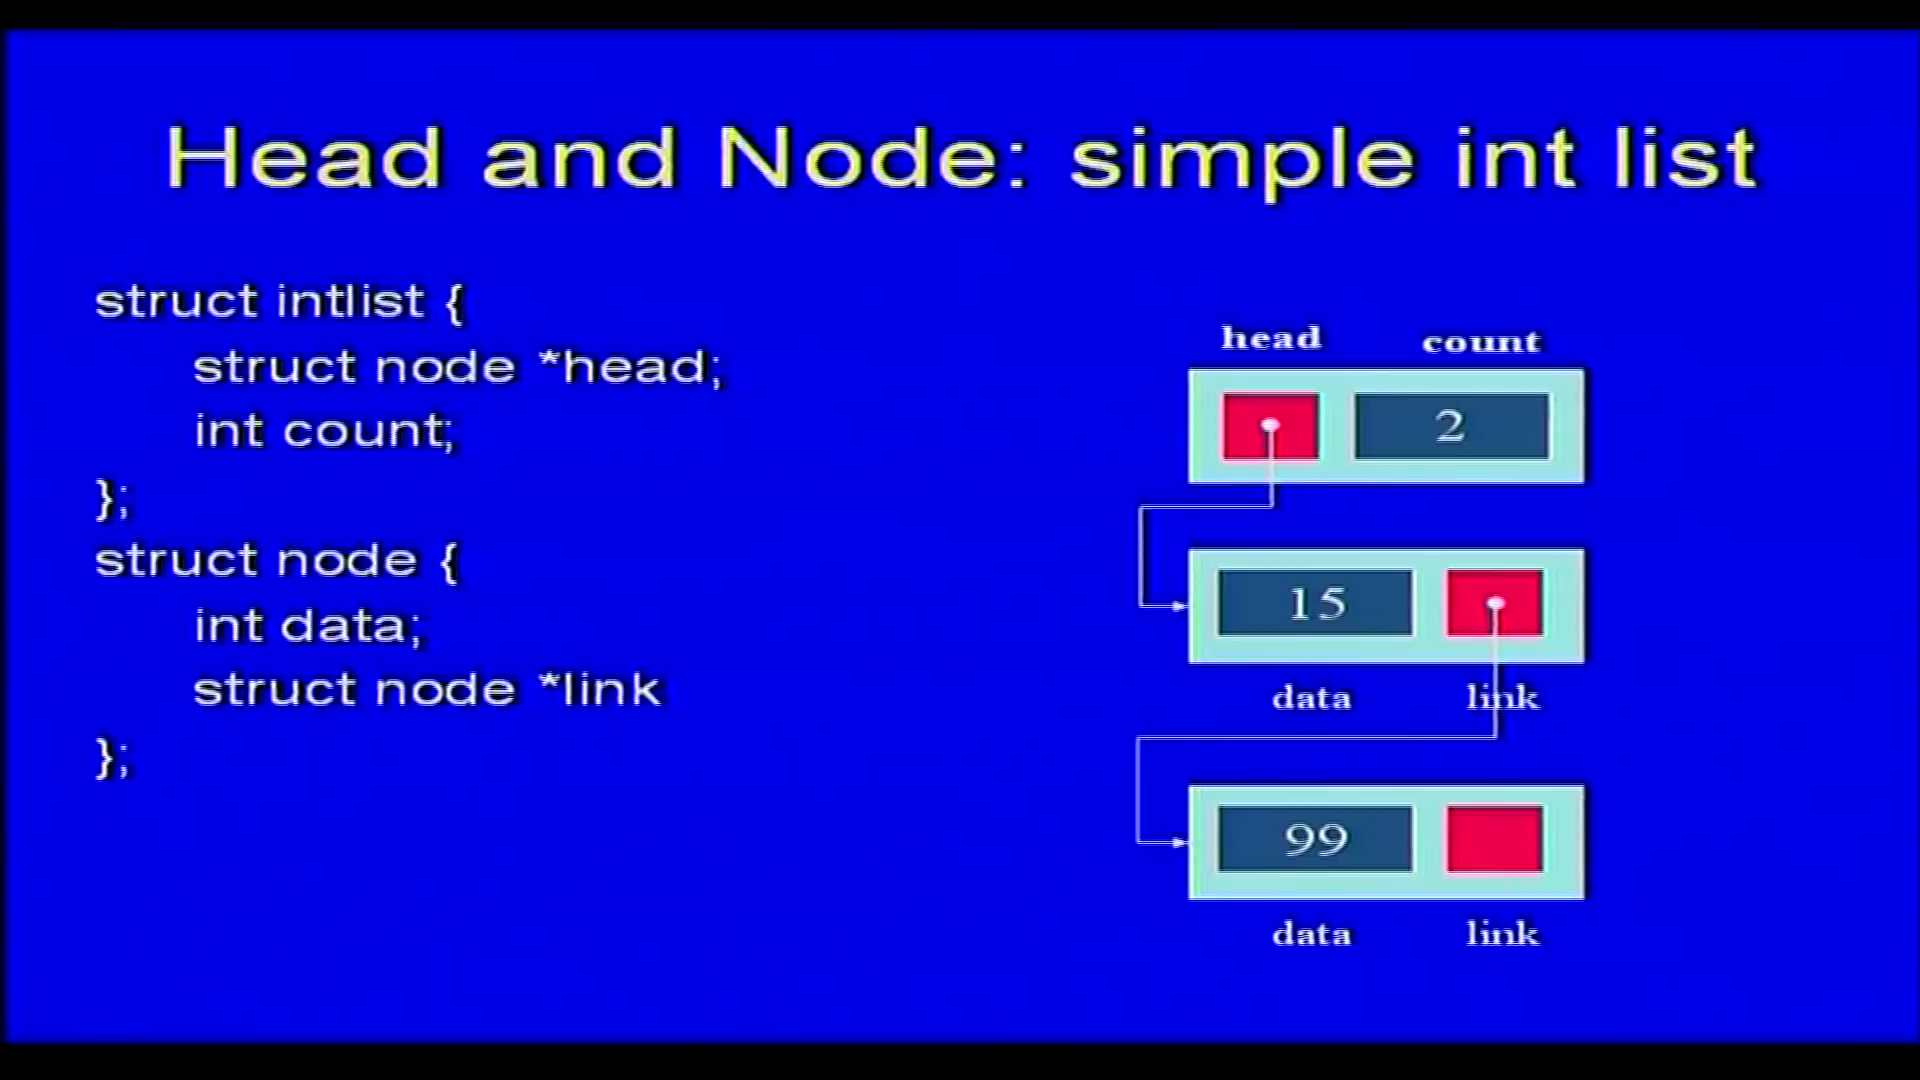 Head and Node: simple int list
struct intlist {
struct node *head;
int count;
};
struct node {
int data;
struct node *link
};
head count
2
15
data link
99
data link